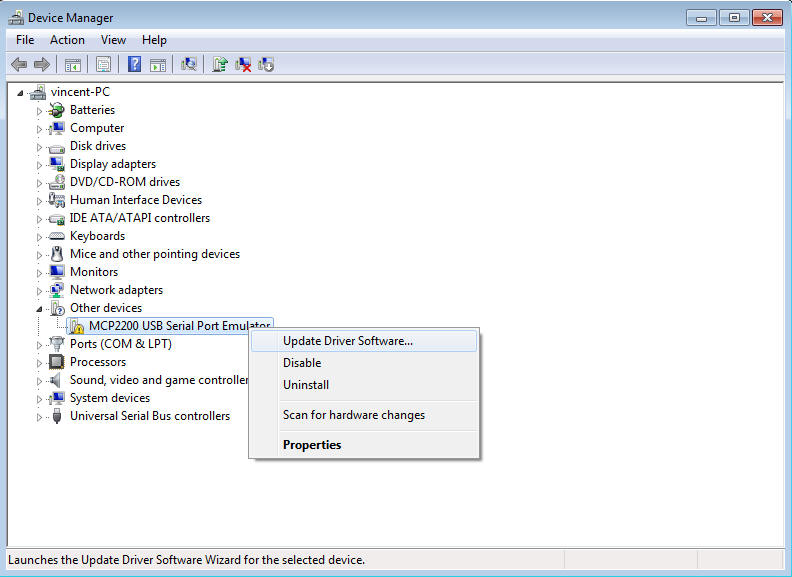 Device Manager
File Action View Help
vincent-PC
Batteries
Computer
Disk drives
Display adapters
DVD/CD-ROM drives
Human Interface Devices
IDE ATA/ATAPI controllers
Keyboards
Mice and other pointing devices
Monitors
Network adapters
Other devices
MCP2200 USB Serial Port Emulator
Ports (COM & LPT)
Processors
Sound, video and game controller
System devices
Universal Serial Bus controllers
Update Driver Software...
Disable
Uninstall
Scan for hardware changes
Properties
Launches the Update Driver Software Wizard for the selected device.